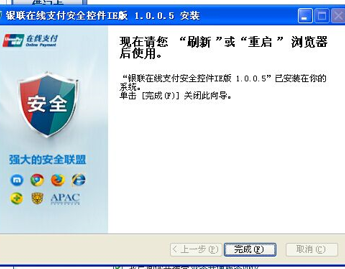 银联在线支付安全控件IE版 1.0.0.5 安装
在线支付
Online Payment
现在请您 “刷新 ”或“重启 ” 浏览器
后使用。
“银联在线支付安全控件IE版 1.0.0.5”已安装在你的
系统。
单击 [完成(F)] 关闭此向导。
安全
强大的安全联盟
APAC
< 上一步(P)
完成(F)
取消(C)